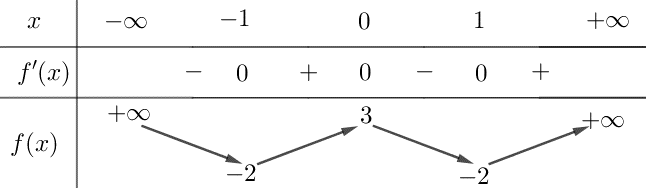 x −∞ −1 0 1 +∞
f′(x) − 0 + 0 − 0 +
+∞ 3 +∞
f(x)
−2 −2